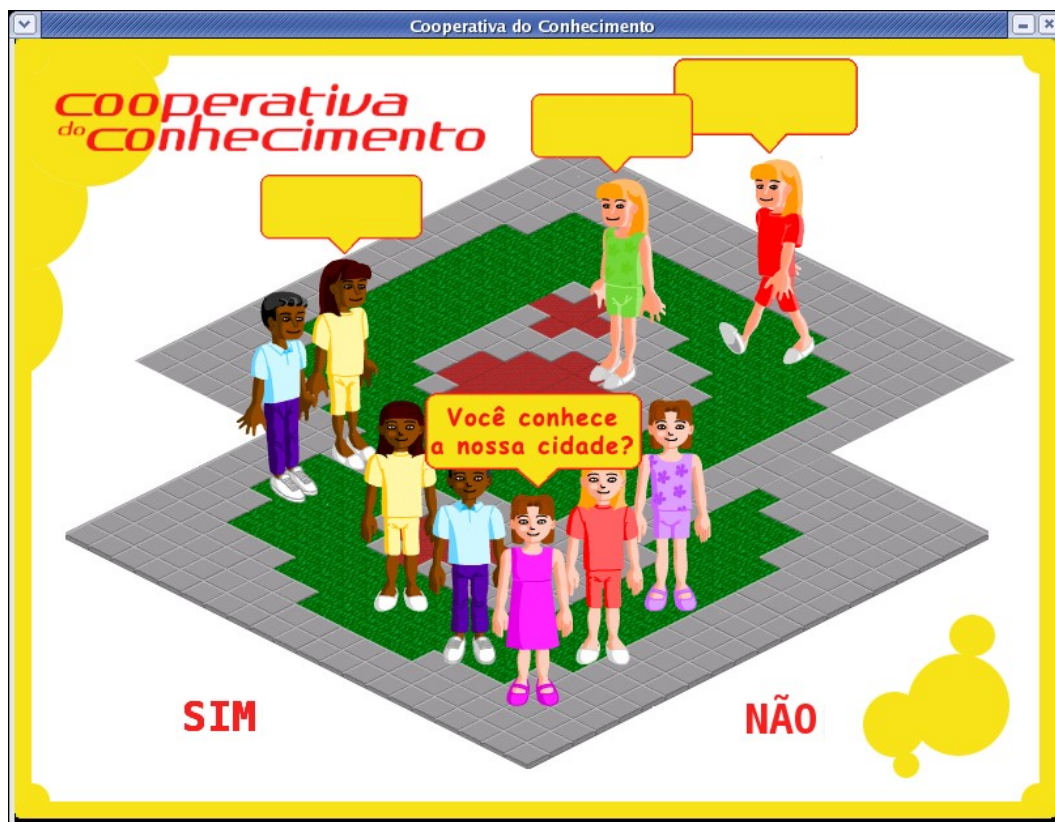 Cooperativa do Conhecimento
cooperativa
do conhecimento
Você conhece
a nossa cidade?
SIM
NÃO